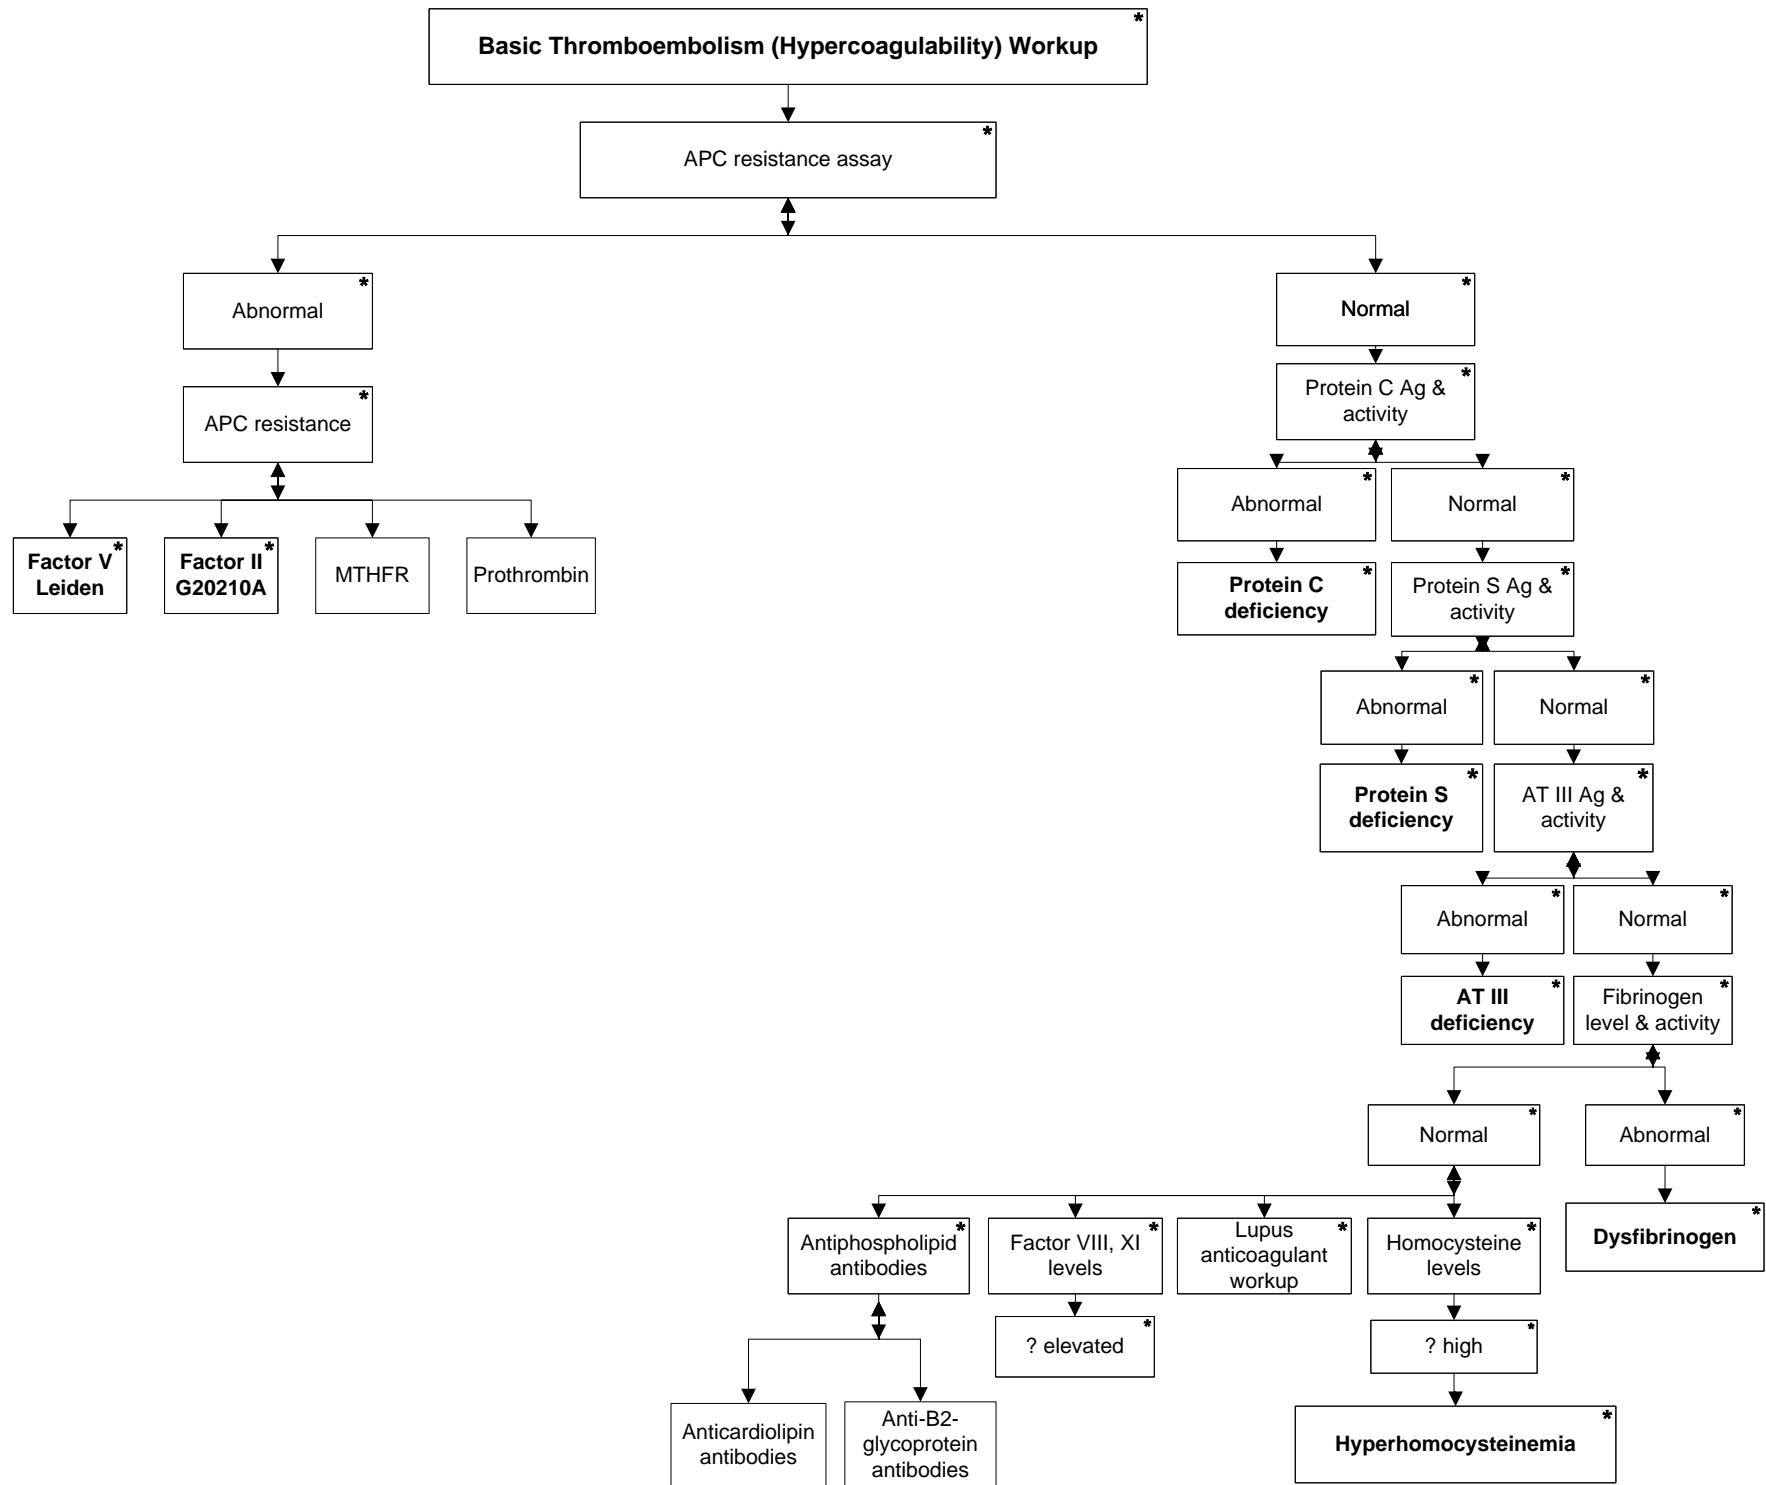 *
Basic Thromboembolism (Hypercoagulability) Workup
*
APC resistance assay
*
Abnormal
*
Normal
*
APC resistance
*
Protein C Ag &
activity
*
Abnormal
*
Normal
*
Factor V
Leiden
*
Factor II
G20210A
MTHFR
Prothrombin
*
Protein C
deficiency
*
Protein S Ag &
activity
*
Abnormal
*
Normal
*
Protein S
deficiency
*
AT III Ag &
activity
*
Abnormal
*
Normal
*
AT III
deficiency
*
Fibrinogen
level & activity
*
Normal
*
Abnormal
*
Antiphospholipid
antibodies
*
Factor VIII, XI
levels
*
Lupus
anticoagulant
workup
*
Homocysteine
levels
*
Dysfibrinogen
*
? elevated
*
? high
Anticardiolipin
antibodies
Anti-B2-
glycoprotein
antibodies
*
Hyperhomocysteinemia